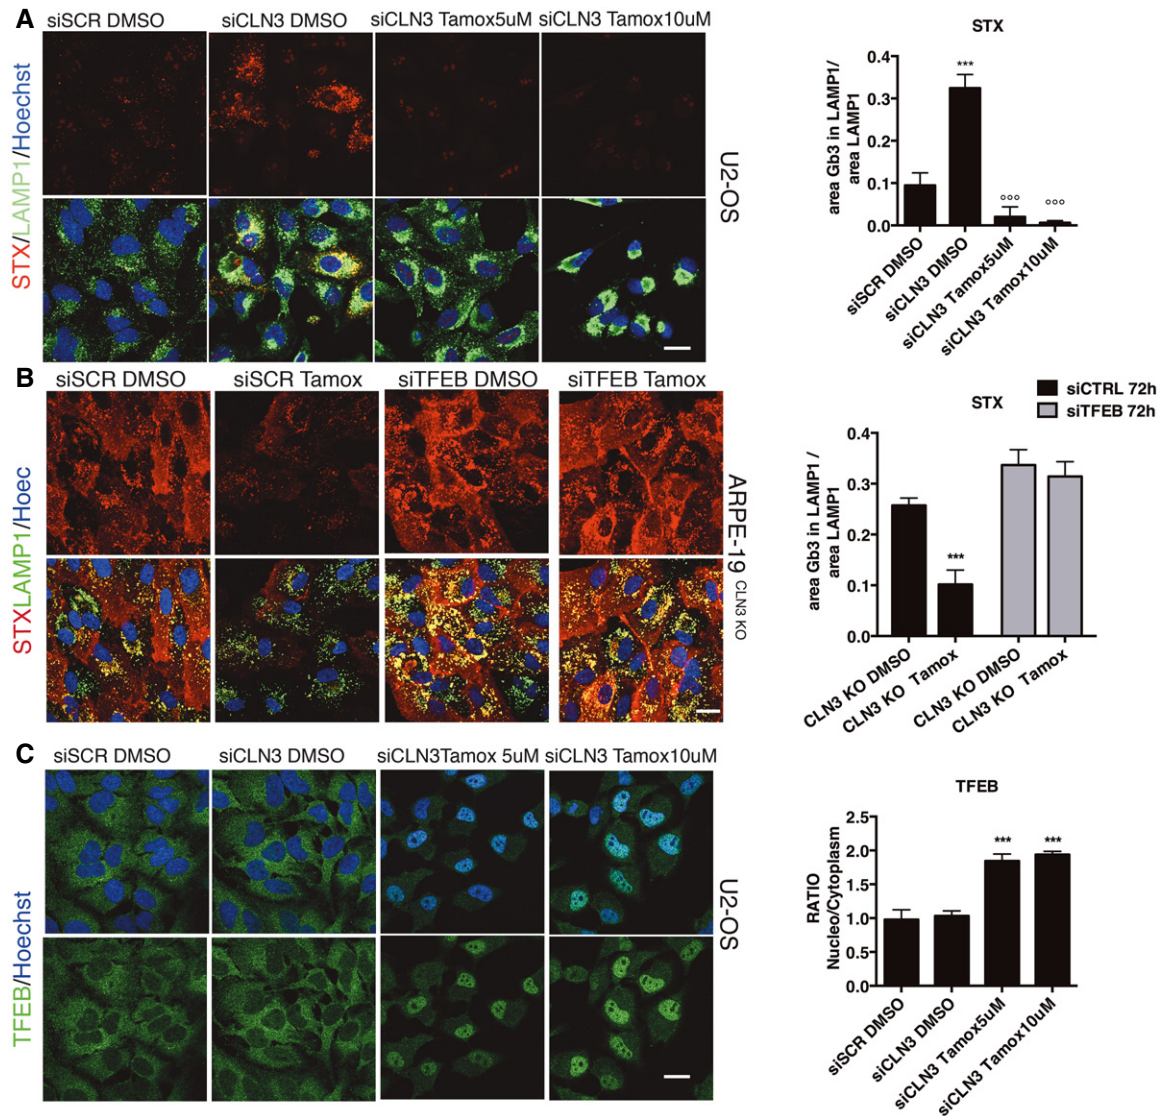 A
siSCR DMSO
siCLN3 DMSO
siCLN3 Tamox5uM
siCLN3 Tamox10uM
STX/LAMP1/Hoechst
U2-OS
STX
area Gb3 in LAMP1/
area LAMP1
0.4
0.3
0.2
0.1
0.0
***
°°°
°°°
siSCR DMSO
siCLN3 DMSO
siCLN3 Tamox5uM
siCLN3 Tamox10uM
B
siSCR DMSO
siSCR Tamox
siTFEB DMSO
siTFEB Tamox
STXLAMP1/Hoec
ARPE-19 CLN3 KO
STX
siCTRL 72h
siTFEB 72h
area Gb3 in LAMP1 /
area LAMP1
0.4
0.3
0.2
0.1
0.0
***
CLN3 KO DMSO
CLN3 KO Tamox
CLN3 KO DMSO
CLN3 KO Tamox
C
siSCR DMSO
siCLN3 DMSO
siCLN3Tamox 5uM
siCLN3 Tamox10uM
TFEB/Hoechst
U2-OS
TFEB
RATIO
Nucleo/Cytoplasm
2.5
2.0
1.5
1.0
0.5
0.0
***
***
siSCR DMSO
siCLN3 DMSO
siCLN3 Tamox5uM
siCLN3 Tamox10uM